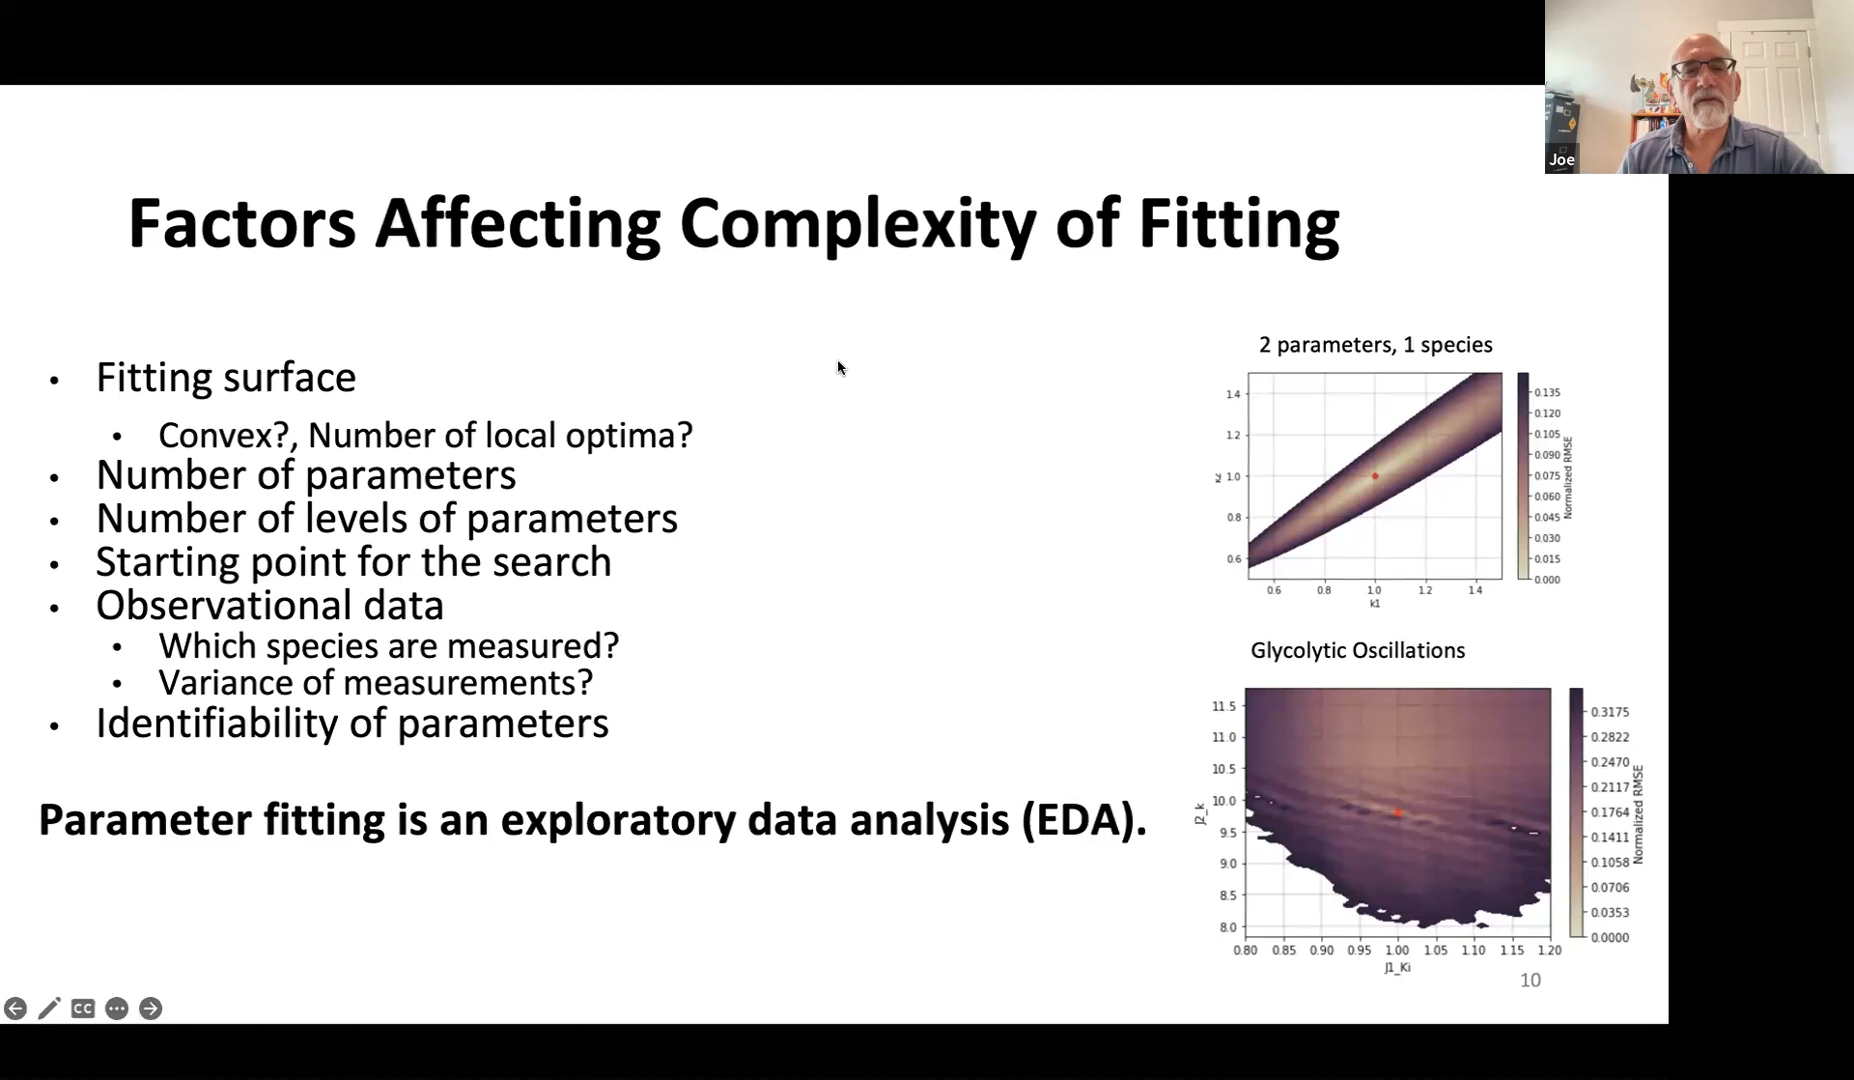 Joe
Factors Affecting Complexity of Fitting
• Fitting surface
• Convex?, Number of local optima?
• Number of parameters
• Number of levels of parameters
• Starting point for the search
• Observational data
• Which species are measured?
• Variance of measurements?
• Identifiability of parameters
Parameter fitting is an exploratory data analysis (EDA).
2 parameters, 1 species
1.4
1.2
1.0
0.8
0.6
k2
0.6 0.8 1.0 1.2 1.4
k1
0.135
0.120
0.105
0.090
0.075
0.060
0.045
0.030
0.015
0.000
Normalized RMSE
Glycolytic Oscillations
11.5
11.0
10.5
10.0
9.5
9.0
8.5
8.0
J2_k
0.80 0.85 0.90 0.95 1.00 1.05 1.10 1.15 1.20
J1_Ki
0.3175
0.2822
0.2470
0.2117
0.1764
0.1411
0.1058
0.0706
0.0353
0.0000
Normalized RMSE
10
CC